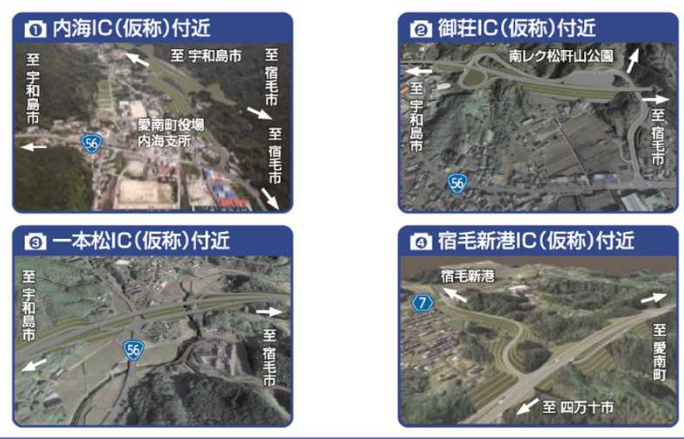 1 内海IC(仮称)付近
至 宇和島市
至 宇和島市
至 宿毛市
愛南町役場
内海支所
56
至 宿毛市
2 御荘IC(仮称)付近
南レク松軒山公園
至 宇和島市
至 宿毛市
56
3 一本松IC(仮称)付近
至 宇和島市
56
至 宿毛市
4 宿毛新港IC(仮称)付近
宿毛新港
7
至 愛南町
至 四万十市